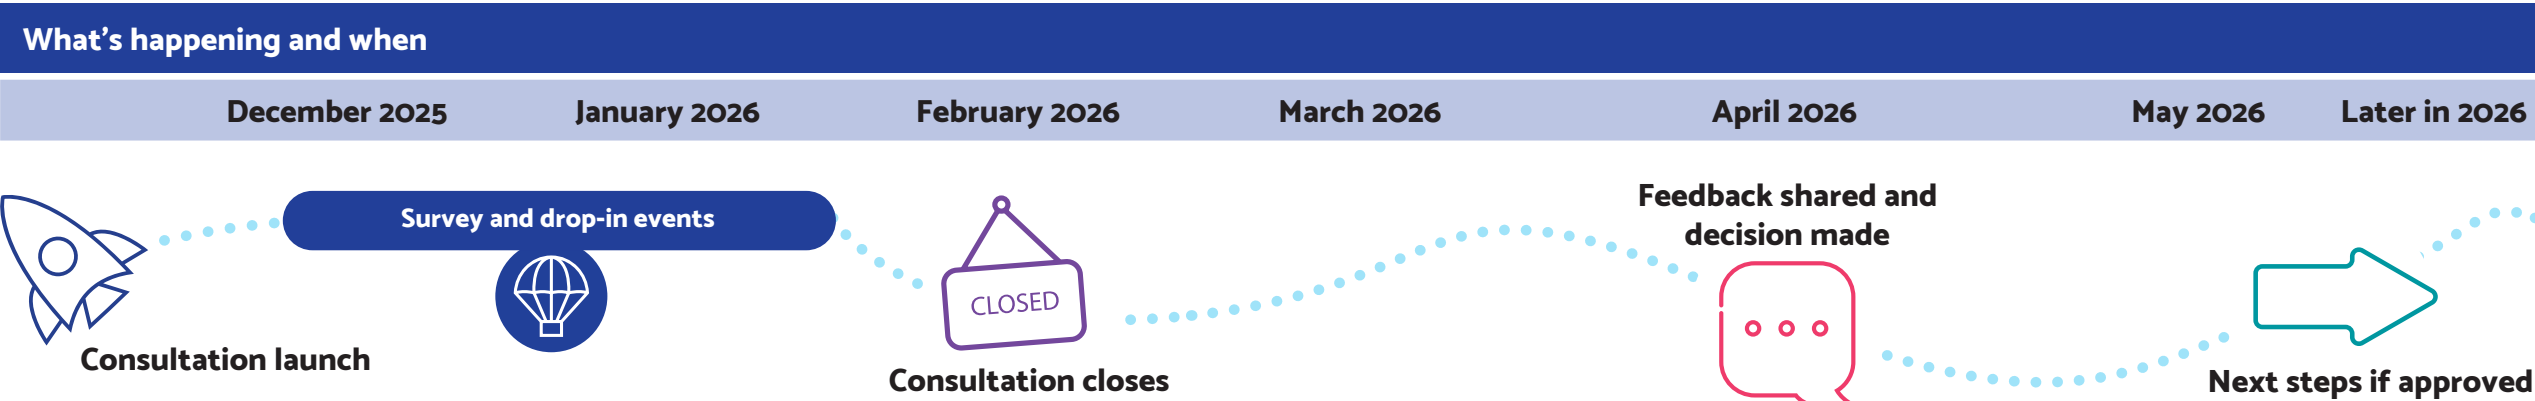 What's happening and when
December 2025 January 2026 February 2026 March 2026 April 2026 May 2026 Later in 2026
Survey and drop-in events
Consultation launch
CLOSED
Consultation closes
Feedback shared and
decision made
Next steps if approved